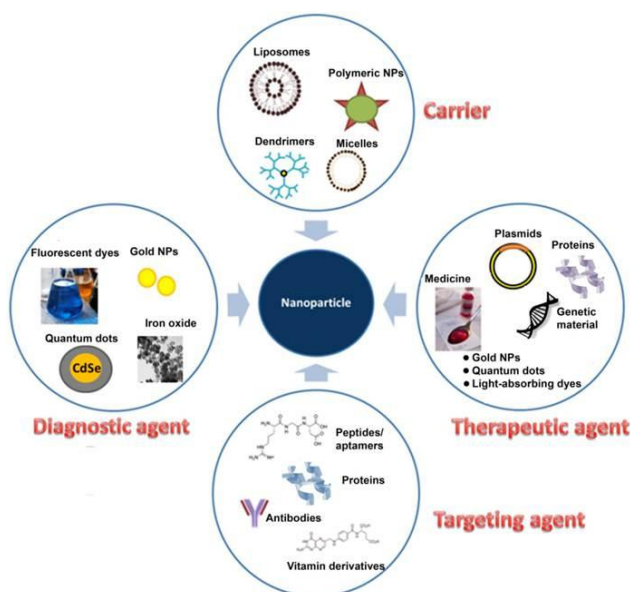 Liposomes
Polymeric NPs
Carrier
Dendrimers
Micelles
Fluorescent dyes
Gold NPs
Quantum dots
Iron oxide
CdSe
Diagnostic agent
Nanoparticle
Plasmids
Proteins
Medicine
Genetic
material
● Gold NPs
● Quantum dots
● Light-absorbing dyes
Therapeutic agent
Peptides/
aptamers
Proteins
Antibodies
Vitamin derivatives
Targeting agent